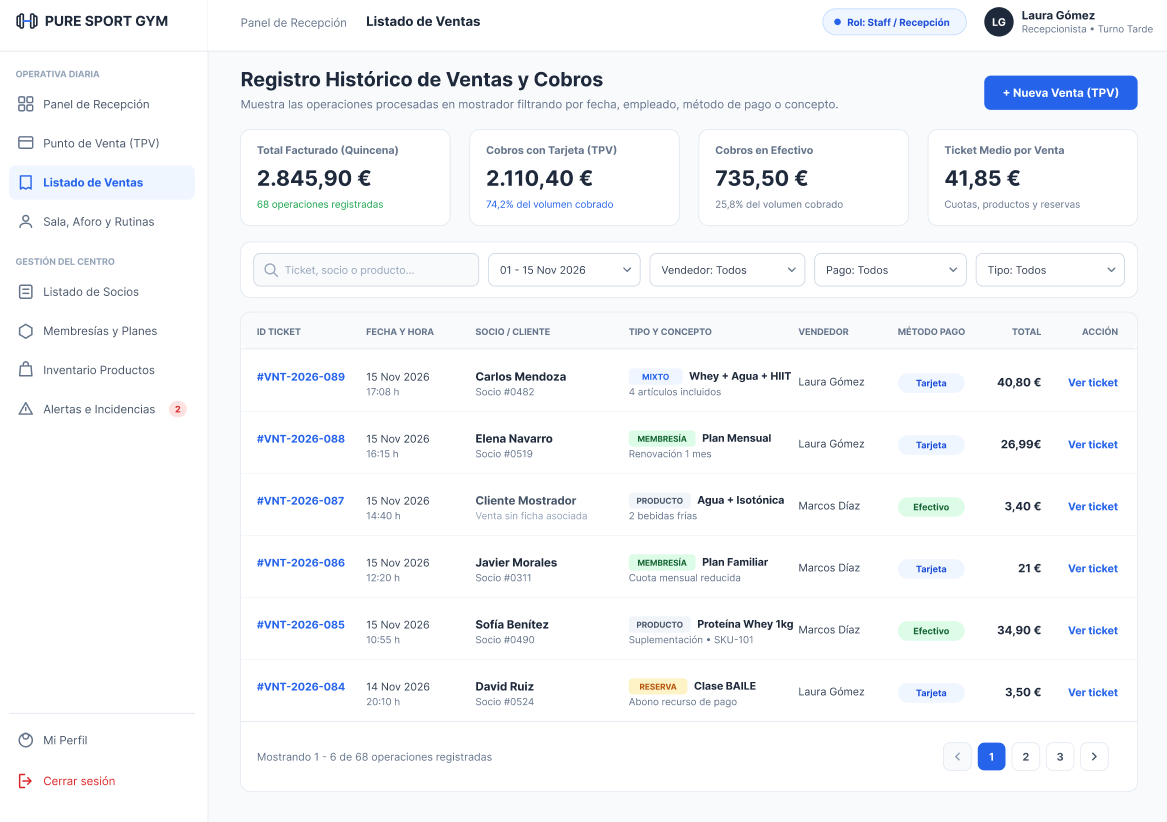 PURE SPORT GYM
Panel de Recepción Listado de Ventas
Rol: Staff / Recepción
LG
Laura Gómez
Recepcionista • Turno Tarde
OPERATIVA DIARIA
Panel de Recepción
Punto de Venta (TPV)
Listado de Ventas
Sala, Aforo y Rutinas
GESTIÓN DEL CENTRO
Listado de Socios
Membresías y Planes
Inventario Productos
Alertas e Incidencias 2
Mi Perfil
Cerrar sesión
Registro Histórico de Ventas y Cobros
Muestra las operaciones procesadas en mostrador filtrando por fecha, empleado, método de pago o concepto.
+ Nueva Venta (TPV)
Total Facturado (Quincena)
2.845,90 €
68 operaciones registradas
Cobros con Tarjeta (TPV)
2.110,40 €
74,2% del volumen cobrado
Cobros en Efectivo
735,50 €
25,8% del volumen cobrado
Ticket Medio por Venta
41,85 €
Cuotas, productos y reservas
Ticket, socio o producto... 01 - 15 Nov 2026 Vendedor: Todos Pago: Todos Tipo: Todos
ID TICKET FECHA Y HORA SOCIO / CLIENTE TIPO Y CONCEPTO VENDEDOR MÉTODO PAGO TOTAL ACCIÓN
#VNT-2026-089 15 Nov 2026 Carlos Mendoza MIXTO Whey + Agua + HIIT Laura Gómez Tarjeta 40,80 € Ver ticket
17:08 h Socio #0482 4 artículos incluidos
#VNT-2026-088 15 Nov 2026 Elena Navarro MEMBRESÍA Plan Mensual Laura Gómez Tarjeta 26,99€ Ver ticket
16:15 h Socio #0519 Renovación 1 mes
#VNT-2026-087 15 Nov 2026 Cliente Mostrador PRODUCTO Agua + Isotónica Marcos Díaz Efectivo 3,40 € Ver ticket
14:40 h Venta sin ficha asociada 2 bebidas frías
#VNT-2026-086 15 Nov 2026 Javier Morales MEMBRESÍA Plan Familiar Marcos Díaz Tarjeta 21 € Ver ticket
12:20 h Socio #0311 Cuota mensual reducida
#VNT-2026-085 15 Nov 2026 Sofía Benítez PRODUCTO Proteína Whey 1kg Marcos Díaz Efectivo 34,90 € Ver ticket
10:55 h Socio #0490 Suplementación • SKU-101
#VNT-2026-084 14 Nov 2026 David Ruiz RESERVA Clase BAILE Laura Gómez Tarjeta 3,50 € Ver ticket
20:10 h Socio #0524 Abono recurso de pago
Mostrando 1 - 6 de 68 operaciones registradas
1 2 3